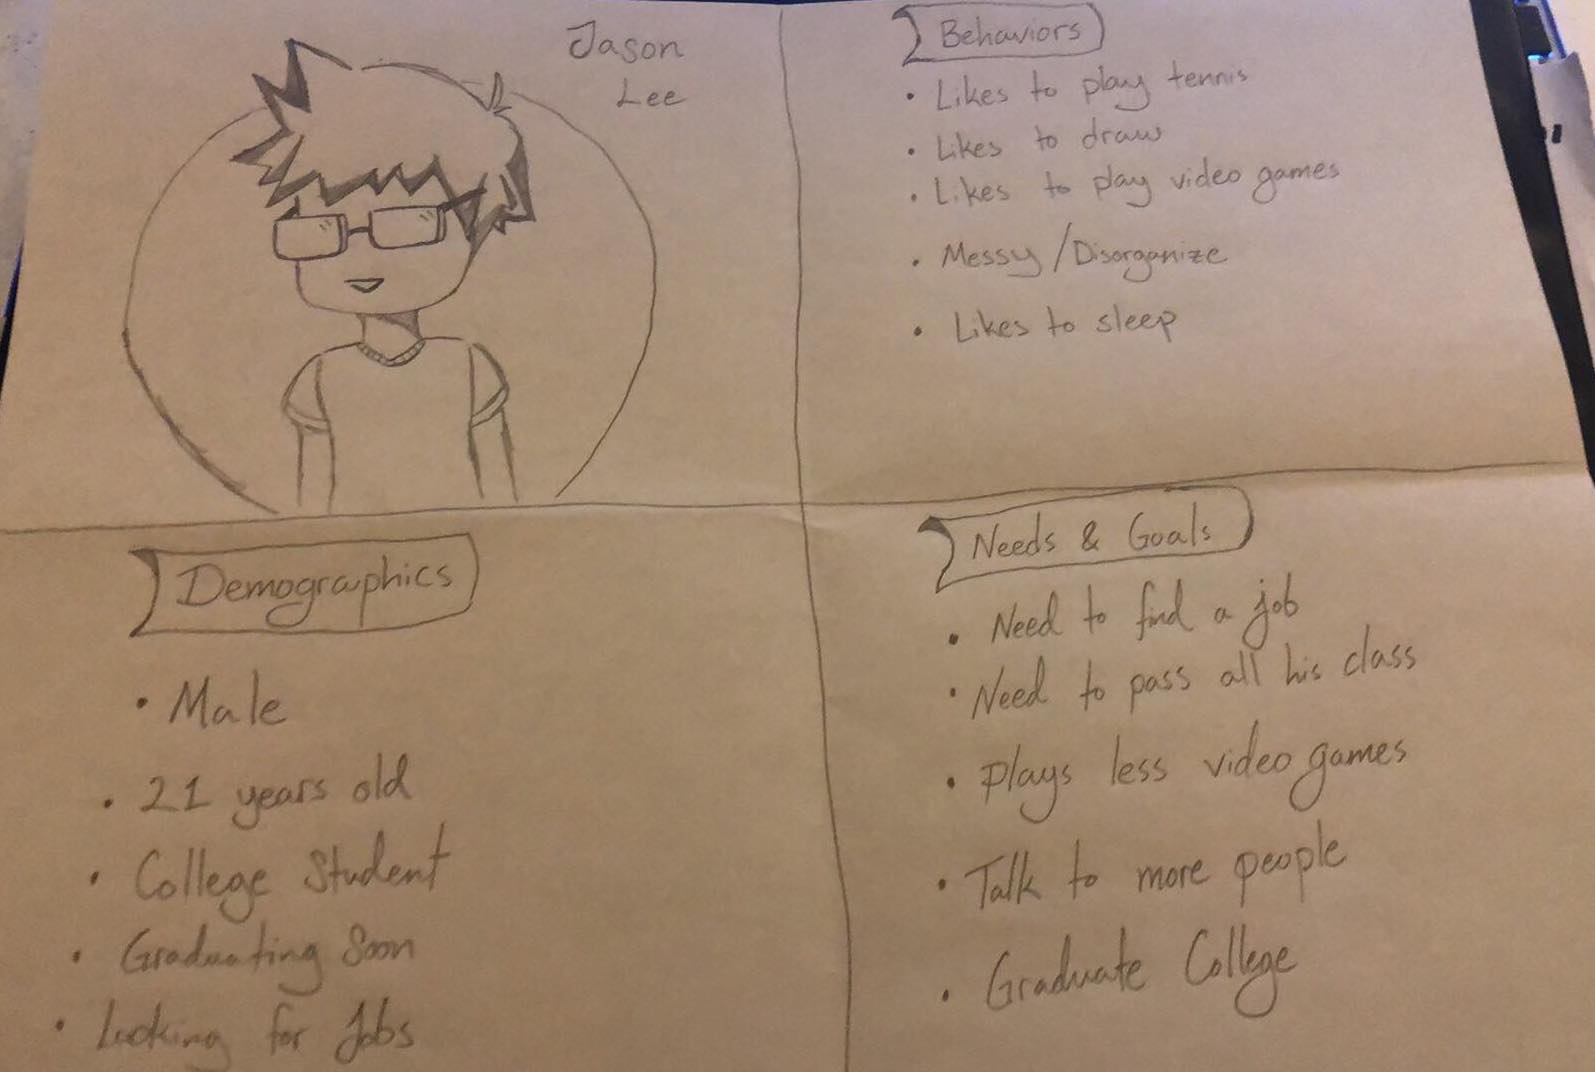 Jason
Lee
Behaviors
• Likes to play tennis
• Likes to draw
• Likes to play video games
• Messy / Disorganize
• Likes to sleep
Demographics
• Male
• 21 years old
• College Student
• Graduating Soon
• Looking for Jobs
Needs & Goals
• Need to find a job
• Need to pass all his class
• Plays less video games
• Talk to more people
• Graduate College